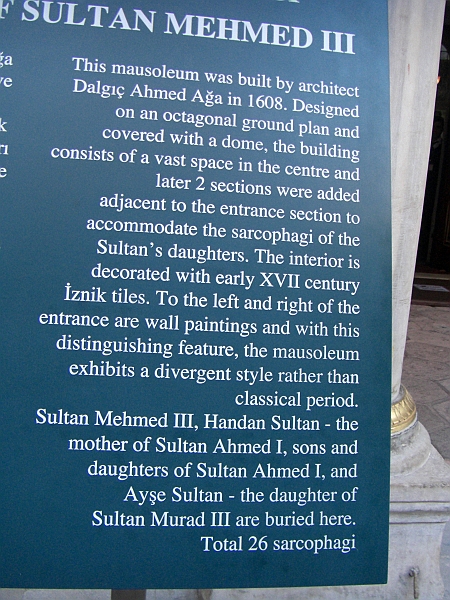 F SULTAN MEHMED III
This mausoleum was built by architect
Dalgıç Ahmed Ağa in 1608. Designed
on an octagonal ground plan and
covered with a dome, the building
consists of a vast space in the centre and
later 2 sections were added
adjacent to the entrance section to
accommodate the sarcophagi of the
Sultan's daughters. The interior is
decorated with early XVII century
İznik tiles. To the left and right of the
entrance are wall paintings and with this
distinguishing feature, the mausoleum
exhibits a divergent style rather than
classical period.
Sultan Mehmed III, Handan Sultan - the
mother of Sultan Ahmed I, sons and
daughters of Sultan Ahmed I, and
Ayşe Sultan - the daughter of
Sultan Murad III are buried here.
Total 26 sarcophagi